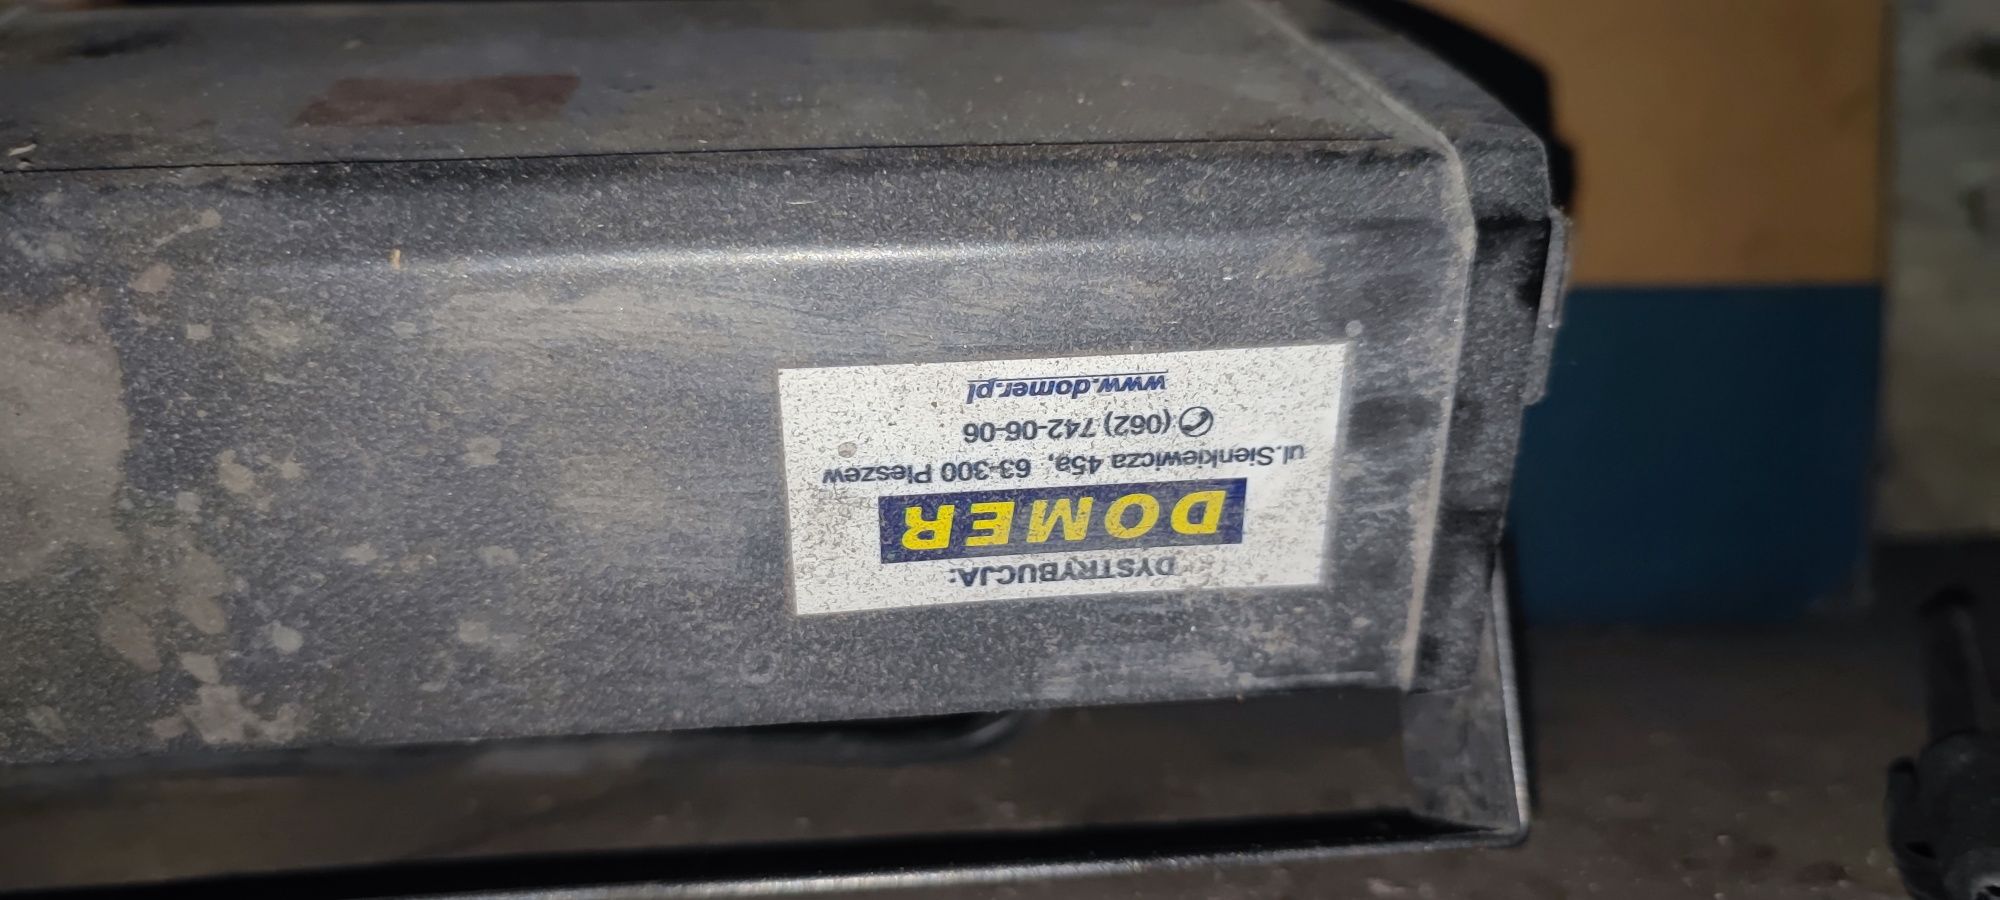 DYSTRYBUCJA:
DOMER
ul.Sienkiewicza 45a, 63-300 Pleszew
(062) 742-06-06
www.domer.pl